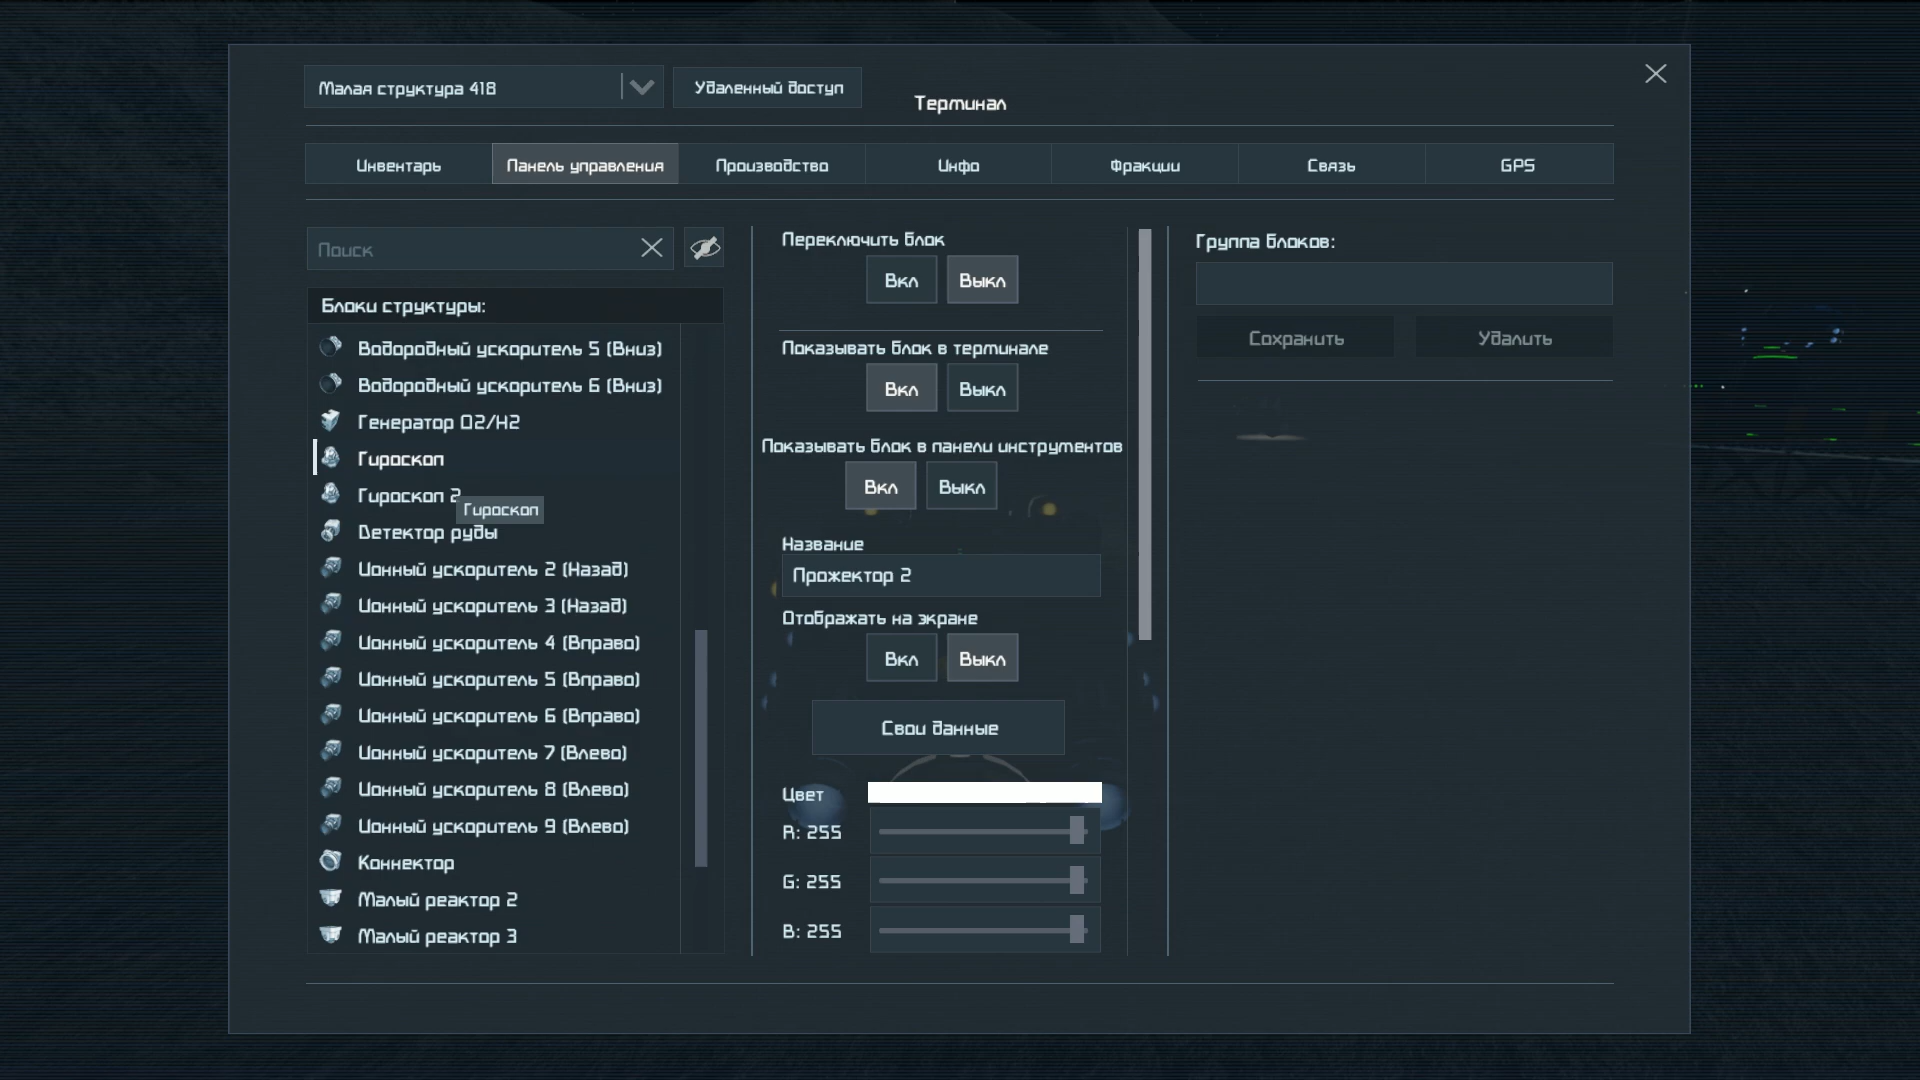 Малая структура 418
Удаленный доступ
Терминал
Инвентарь
Панель управления
Производство
Инфо
Фракции
Связь
GPS
Поиск
Блоки структуры:
Водородный ускоритель 5 (Вниз)
Водородный ускоритель 6 (Вниз)
Генератор O2/H2
Гироскоп
Гироскоп 2
Гироскоп
Детектор руды
Ионный ускоритель 2 (Назад)
Ионный ускоритель 3 (Назад)
Ионный ускоритель 4 (Вправо)
Ионный ускоритель 5 (Вправо)
Ионный ускоритель 6 (Вправо)
Ионный ускоритель 7 (Влево)
Ионный ускоритель 8 (Влево)
Ионный ускоритель 9 (Влево)
Коннектор
Малый реактор 2
Малый реактор 3
Переключить блок
Вкл Выкл
Показывать блок в терминале
Вкл Выкл
Показывать блок в панели инструментов
Вкл Выкл
Название
Прожектор 2
Отображать на экране
Вкл Выкл
Свои данные
Цвет
R: 255
G: 255
B: 255
Группа блоков:
Сохранить
Удалить